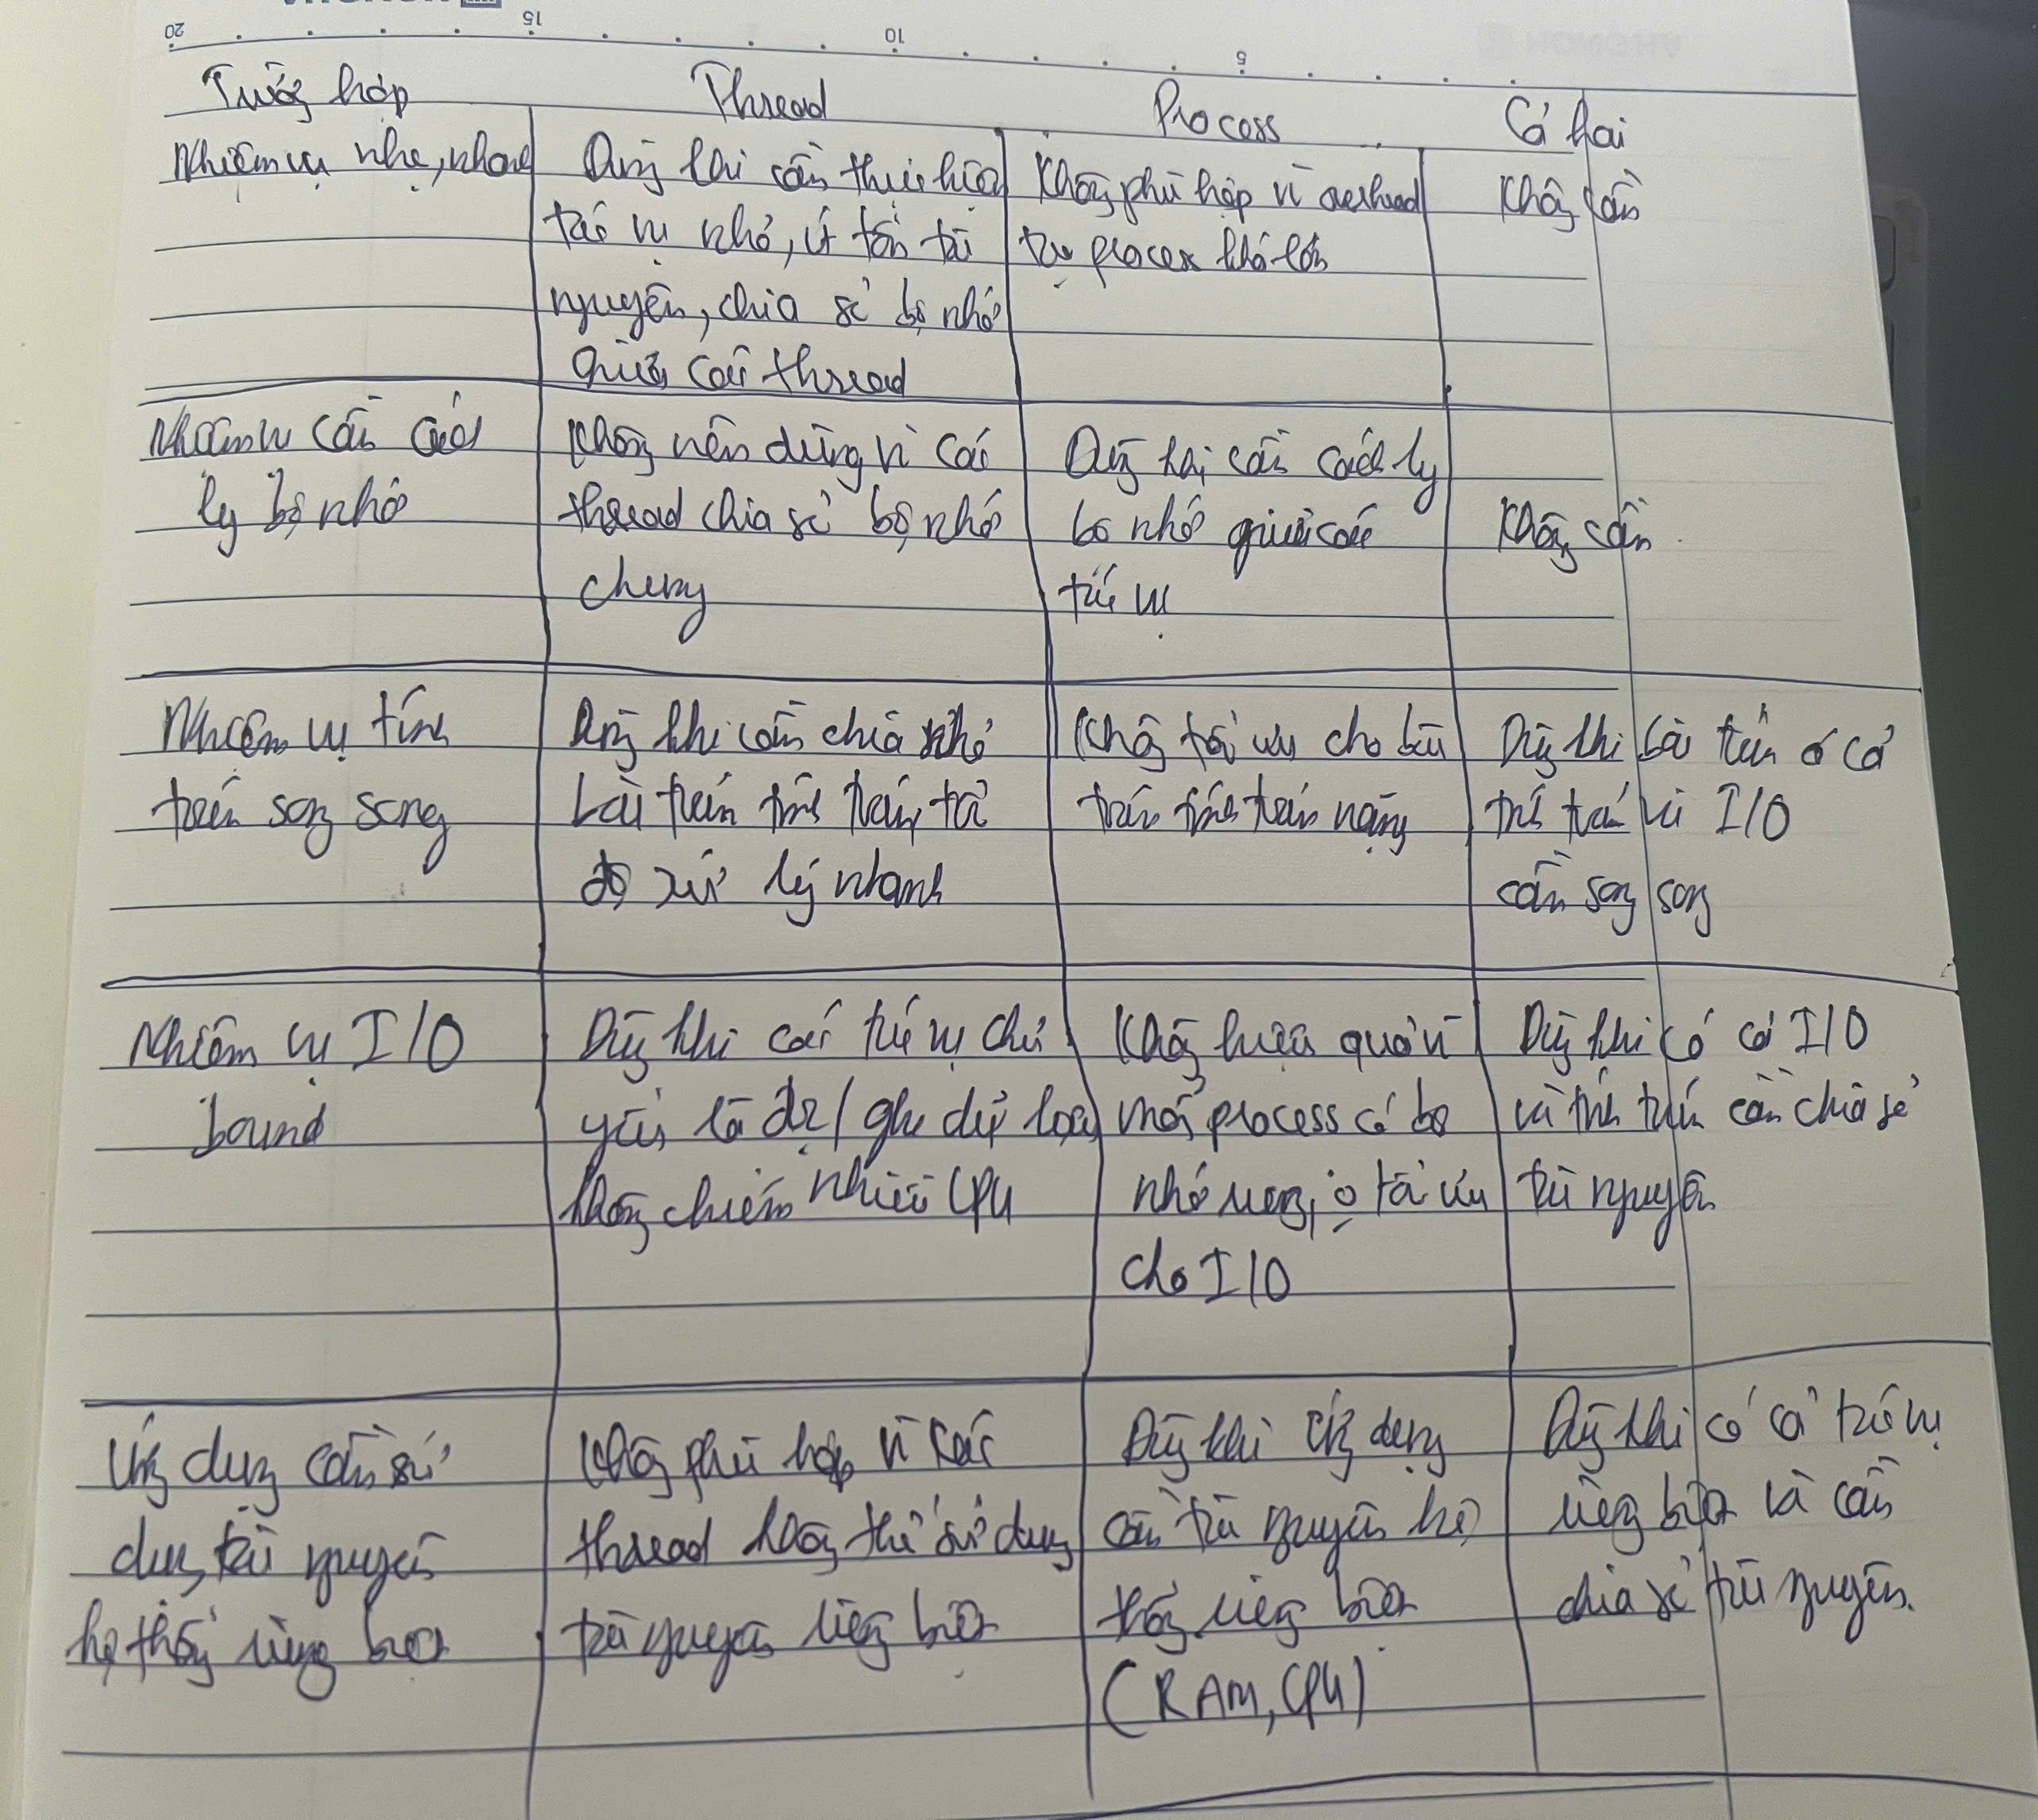 20 15 10 5
Trường hợp
Thread
Process
Cả hai
Nhiệm vụ nhẹ, nhanh
Dùng khi cần thực hiện
tác vụ nhỏ, ít tốn tài
nguyên, chia sẻ bộ nhớ
giữa các thread
Không phù hợp vì overhead
tạo process khá lớn
Không cần
Nhiệm vụ cần cách
ly bộ nhớ
Không nên dùng vì các
thread chia sẻ bộ nhớ
chung
Dùng khi cần cách ly
bộ nhớ giữa các
tác vụ
Không cần
Nhiệm vụ tính
toán song song
Dùng khi cần chia nhỏ
bài toán tính toán, tốc
độ xử lý nhanh
Không tối ưu cho bài
toán tính toán nặng
Dùng khi bài toán có cả
tính toán và I/O
cần song song
Nhiệm vụ I/O
bound
Dùng khi các tác vụ chủ
yếu là đọc/ghi dữ liệu,
không chiếm nhiều CPU
Không hiệu quả vì
mỗi process có bộ
nhớ riêng, ko tối ưu
cho I/O
Dùng khi có cả I/O
và tính toán cần chia sẻ
tài nguyên
Ứng dụng cần sử
dụng tài nguyên
hệ thống riêng biệt
Không phù hợp vì các
thread không thể sử dụng
tài nguyên riêng biệt
Dùng khi ứng dụng
cần tài nguyên hệ
thống riêng biệt
(RAM, CPU)
Dùng khi có cả tác vụ
riêng biệt và cần
chia sẻ tài nguyên.